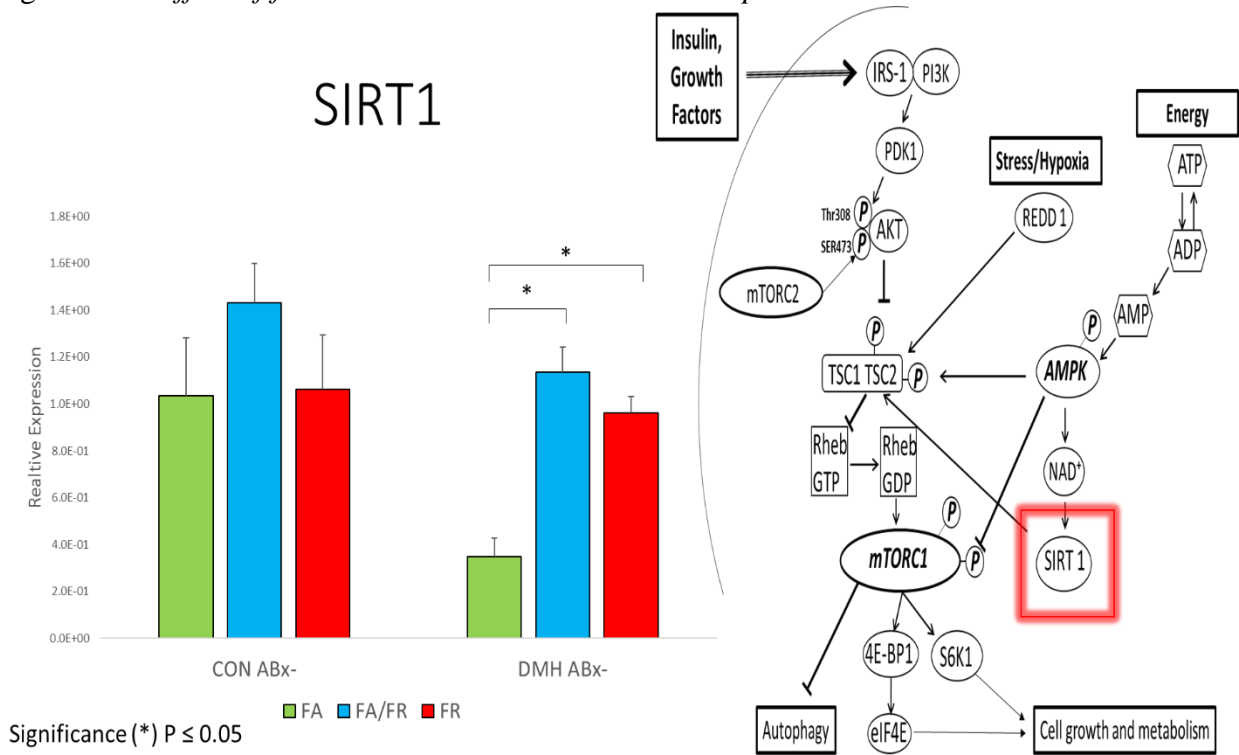 SIRT1
Realtive Expression
1.8E+00
1.6E+00
1.4E+00
1.2E+00
1.0E+00
8.0E-01
6.0E-01
4.0E-01
2.0E-01
0.0E+00
*
*
CON ABx-
DMH ABx-
FA
FA/FR
FR
Significance (*) P ≤ 0.05
Insulin,
Growth
Factors
IRS-1
PI3K
PDK1
Thr308
P
SER473
P
AKT
mTORC2
Stress/Hypoxia
REDD 1
Energy
ATP
ADP
AMP
P
AMPK
P
TSC1 TSC2
P
Rheb
GTP
Rheb
GDP
NAD+
SIRT 1
P
mTORC1
P
4E-BP1
S6K1
eIF4E
Autophagy
Cell growth and metabolism